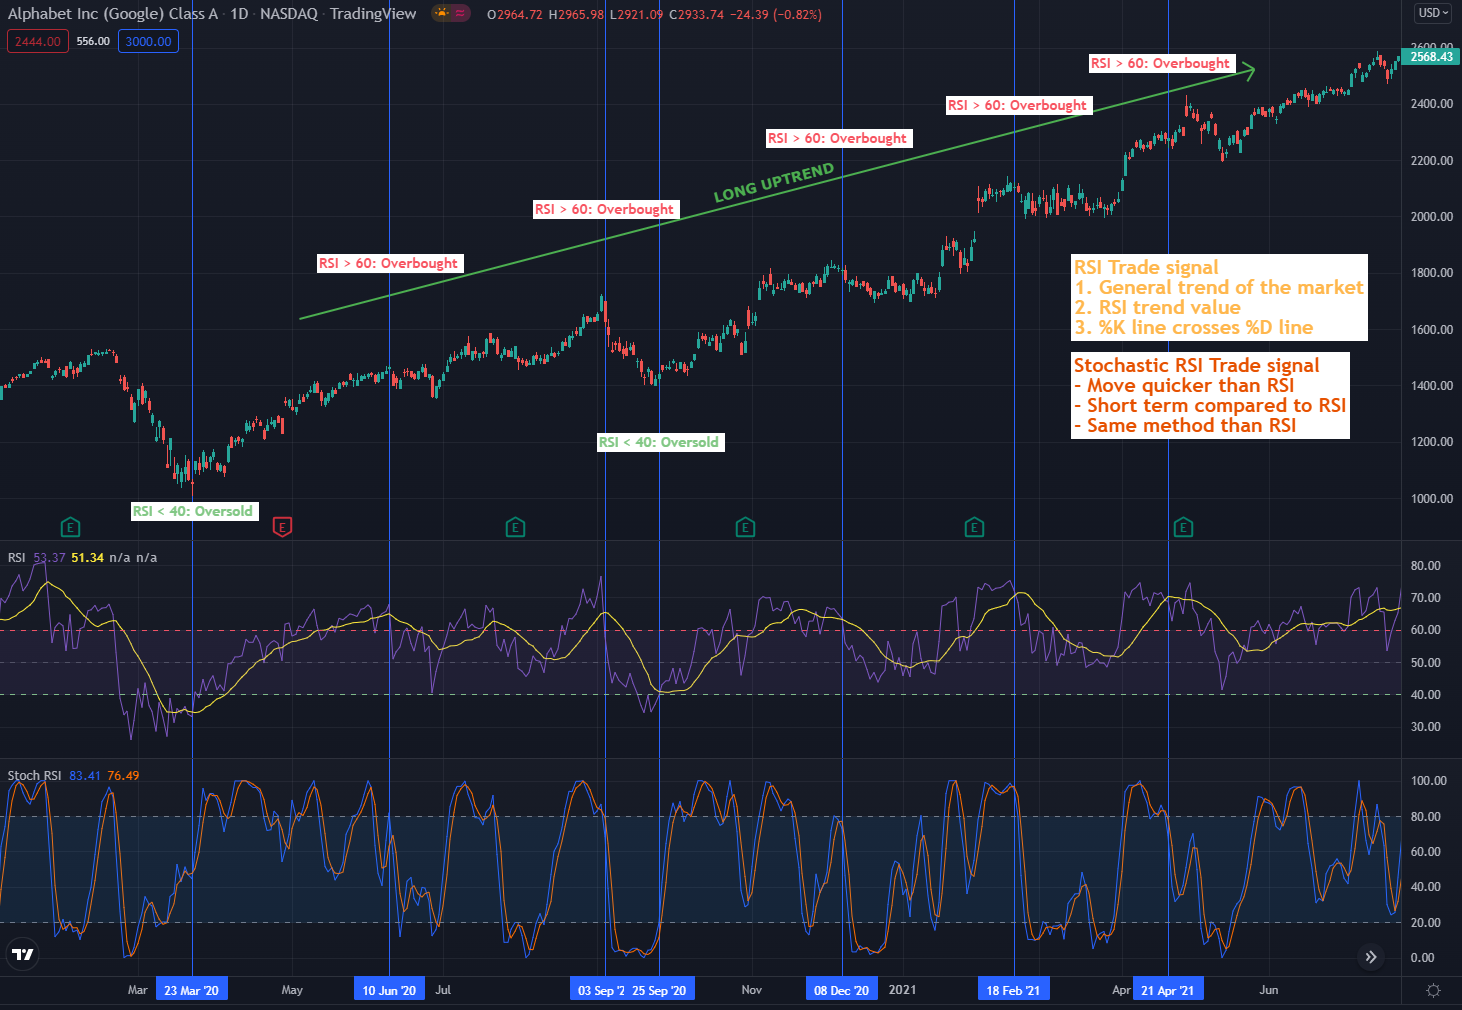 Alphabet Inc (Google) Class A · 1D · NASDAQ · TradingView
O2964.72 H2965.98 L2921.09 C2933.74 −24.39 (−0.82%)
USD
2444.00 556.00 3000.00
2600.00
2568.43
2400.00
2200.00
2000.00
1800.00
1600.00
1400.00
1200.00
1000.00
RSI > 60: Overbought
RSI > 60: Overbought
RSI > 60: Overbought
LONG UPTREND
RSI > 60: Overbought
RSI > 60: Overbought
RSI Trade signal
1. General trend of the market
2. RSI trend value
3. %K line crosses %D line
Stochastic RSI Trade signal
- Move quicker than RSI
- Short term compared to RSI
- Same method than RSI
RSI < 40: Oversold
RSI < 40: Oversold
E E E E E E
RSI 53.37 51.34 n/a n/a
80.00
70.00
60.00
50.00
40.00
30.00
Stoch RSI 83.41 76.49
100.00
80.00
60.00
40.00
20.00
0.00
Mar 23 Mar '20 May 10 Jun '20 Jul 03 Sep '2 25 Sep '20 Nov 08 Dec '20 2021 18 Feb '21 Apr 21 Apr '21 Jun